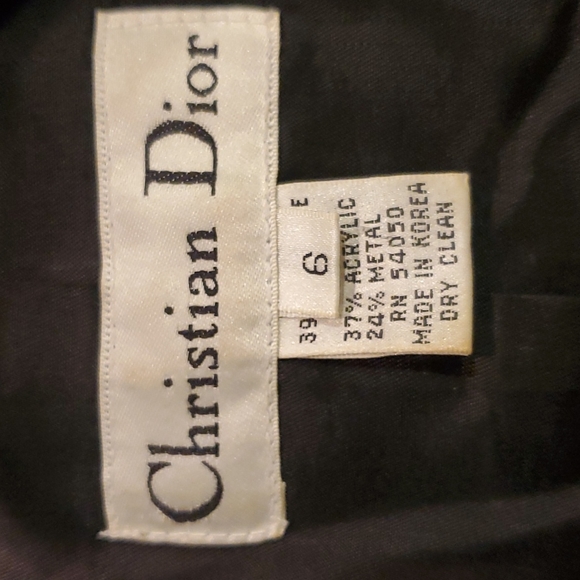 Christian Dior
6
39 E
37% ACRYLIC
24% METAL
RN 54050
MADE IN KOREA
DRY CLEAN